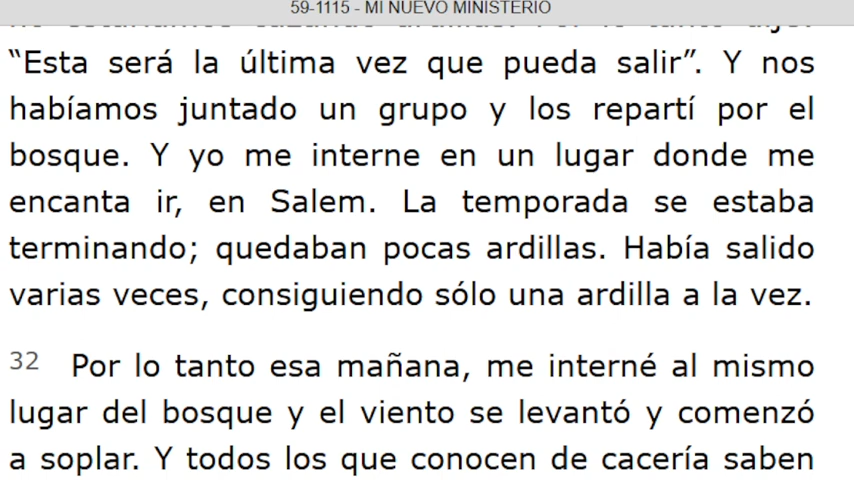 59-1115 - MI NUEVO MINISTERIO
“Esta será la última vez que pueda salir”. Y nos
habíamos juntado un grupo y los repartí por el
bosque. Y yo me interne en un lugar donde me
encanta ir, en Salem. La temporada se estaba
terminando; quedaban pocas ardillas. Había salido
varias veces, consiguiendo sólo una ardilla a la vez.
32 Por lo tanto esa mañana, me interné al mismo
lugar del bosque y el viento se levantó y comenzó
a soplar. Y todos los que conocen de cacería saben